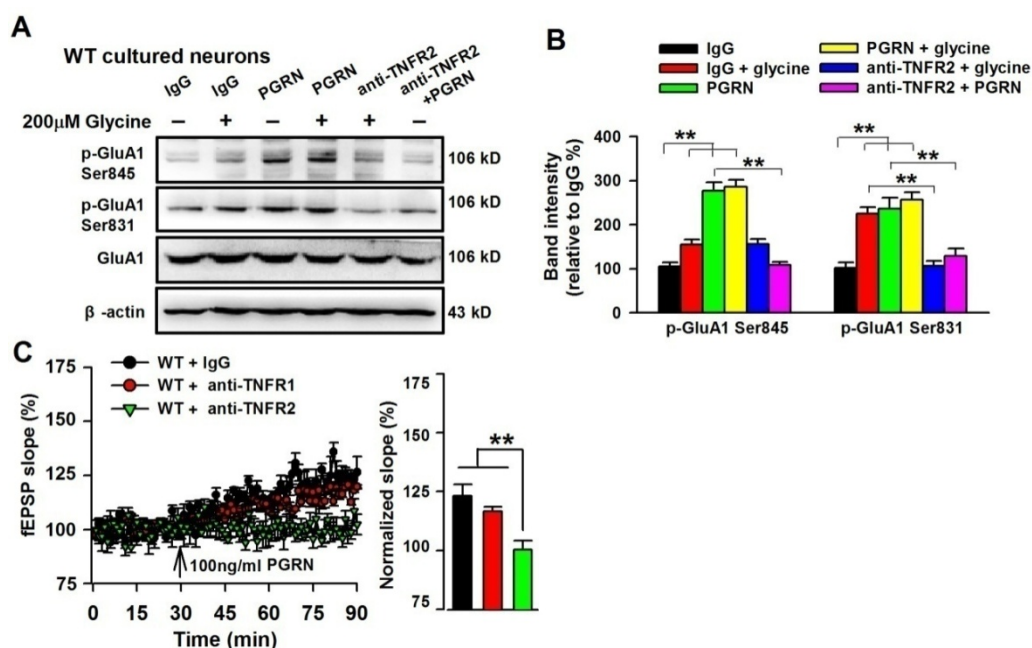 A
WT cultured neurons
IgG IgG PGRN PGRN anti-TNFR2 anti-TNFR2
+PGRN
200μM Glycine − + − + + −
p-GluA1
Ser845
106 kD
p-GluA1
Ser831
106 kD
GluA1
106 kD
β -actin
43 kD
B
IgG
IgG + glycine
PGRN
PGRN + glycine
anti-TNFR2 + glycine
anti-TNFR2 + PGRN
Band intensity
(relative to IgG %)
400
300
200
100
0
** ** ** ** **
p-GluA1 Ser845 p-GluA1 Ser831
C
WT + IgG
WT + anti-TNFR1
WT + anti-TNFR2
fEPSP slope (%)
175
150
125
100
75
100ng/ml PGRN
0 15 30 45 60 75 90
Time (min)
Normalized slope (%)
175
150
125
100
75
**